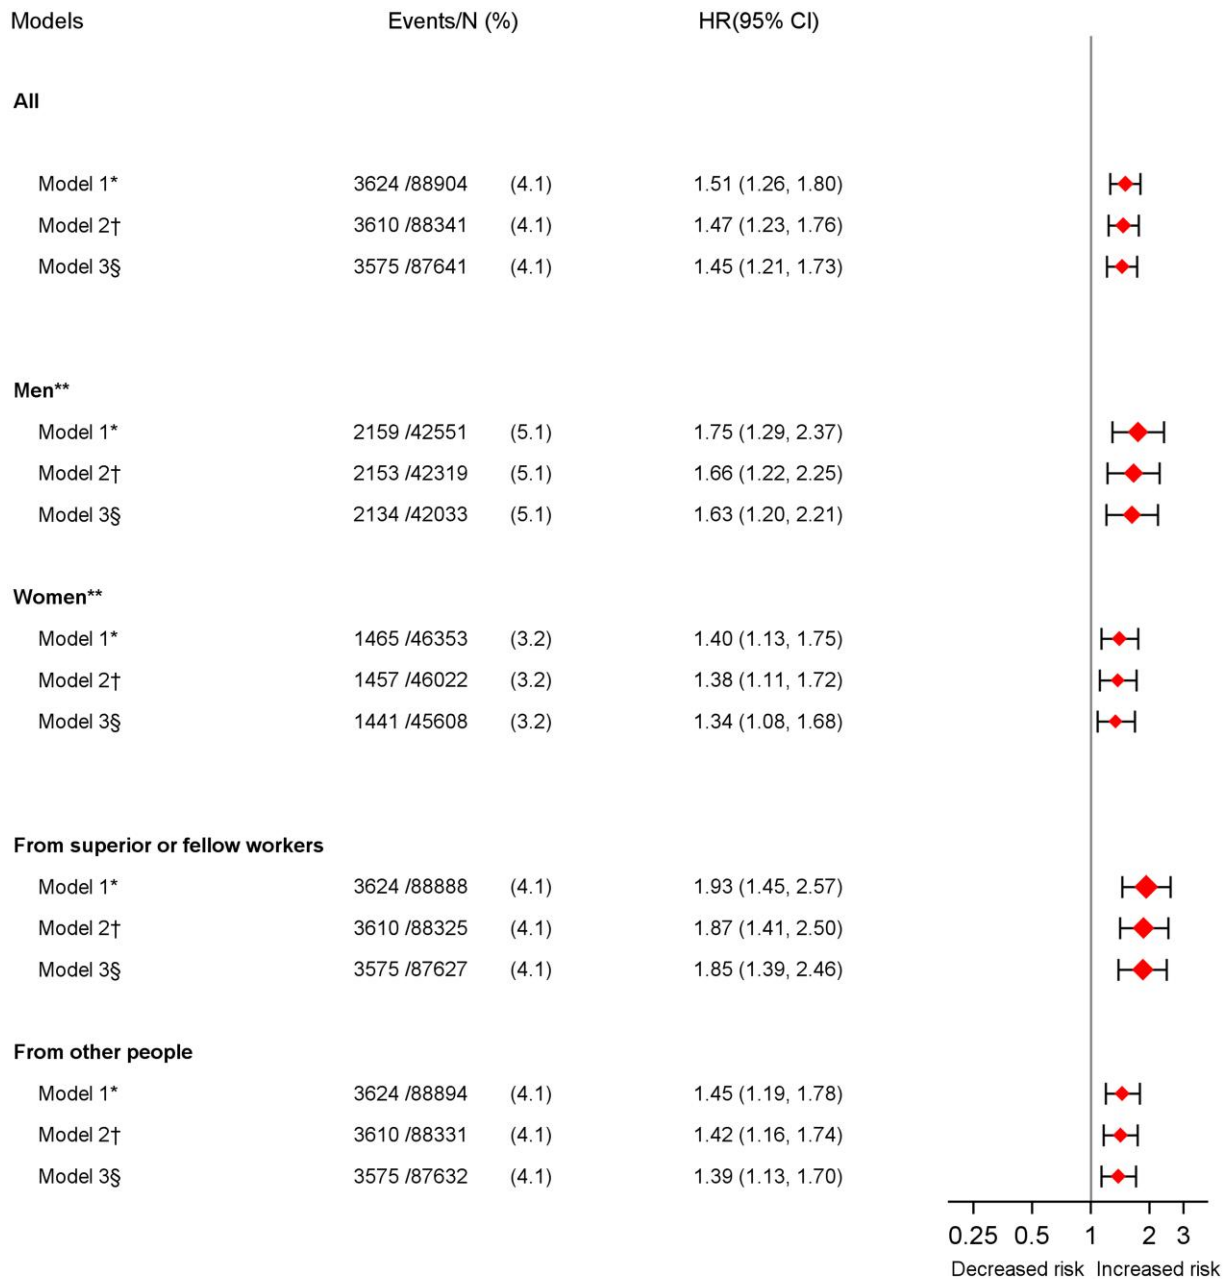 Models Events/N (%) HR(95% CI)
All
Model 1* 3624 /88904 (4.1) 1.51 (1.26, 1.80)
Model 2† 3610 /88341 (4.1) 1.47 (1.23, 1.76)
Model 3§ 3575 /87641 (4.1) 1.45 (1.21, 1.73)
Men**
Model 1* 2159 /42551 (5.1) 1.75 (1.29, 2.37)
Model 2† 2153 /42319 (5.1) 1.66 (1.22, 2.25)
Model 3§ 2134 /42033 (5.1) 1.63 (1.20, 2.21)
Women**
Model 1* 1465 /46353 (3.2) 1.40 (1.13, 1.75)
Model 2† 1457 /46022 (3.2) 1.38 (1.11, 1.72)
Model 3§ 1441 /45608 (3.2) 1.34 (1.08, 1.68)
From superior or fellow workers
Model 1* 3624 /88888 (4.1) 1.93 (1.45, 2.57)
Model 2† 3610 /88325 (4.1) 1.87 (1.41, 2.50)
Model 3§ 3575 /87627 (4.1) 1.85 (1.39, 2.46)
From other people
Model 1* 3624 /88894 (4.1) 1.45 (1.19, 1.78)
Model 2† 3610 /88331 (4.1) 1.42 (1.16, 1.74)
Model 3§ 3575 /87632 (4.1) 1.39 (1.13, 1.70)
0.25 0.5 1 2 3
Decreased risk Increased risk